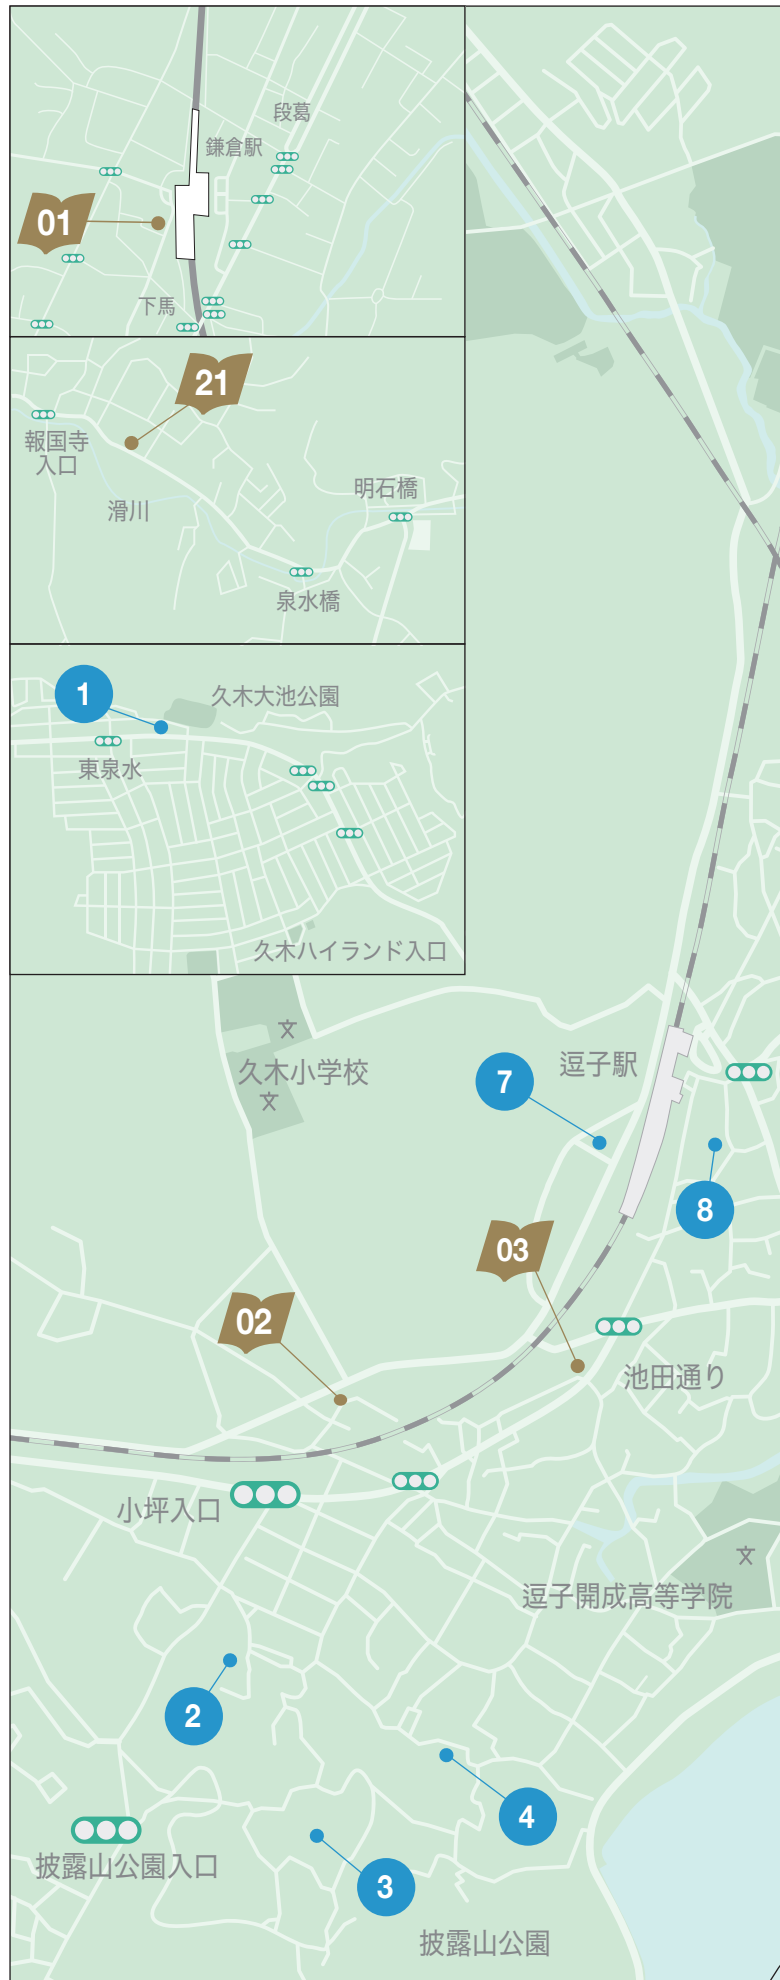 段葛
鎌倉駅
01
下馬
21
報国寺
入口
明石橋
滑川
泉水橋
1
久木大池公園
東泉水
久木ハイランド入口
文
久木小学校
文
逗子駅
7
8
03
02
池田通り
小坪入口
文
逗子開成高等学院
2
4
披露山公園入口
3
披露山公園